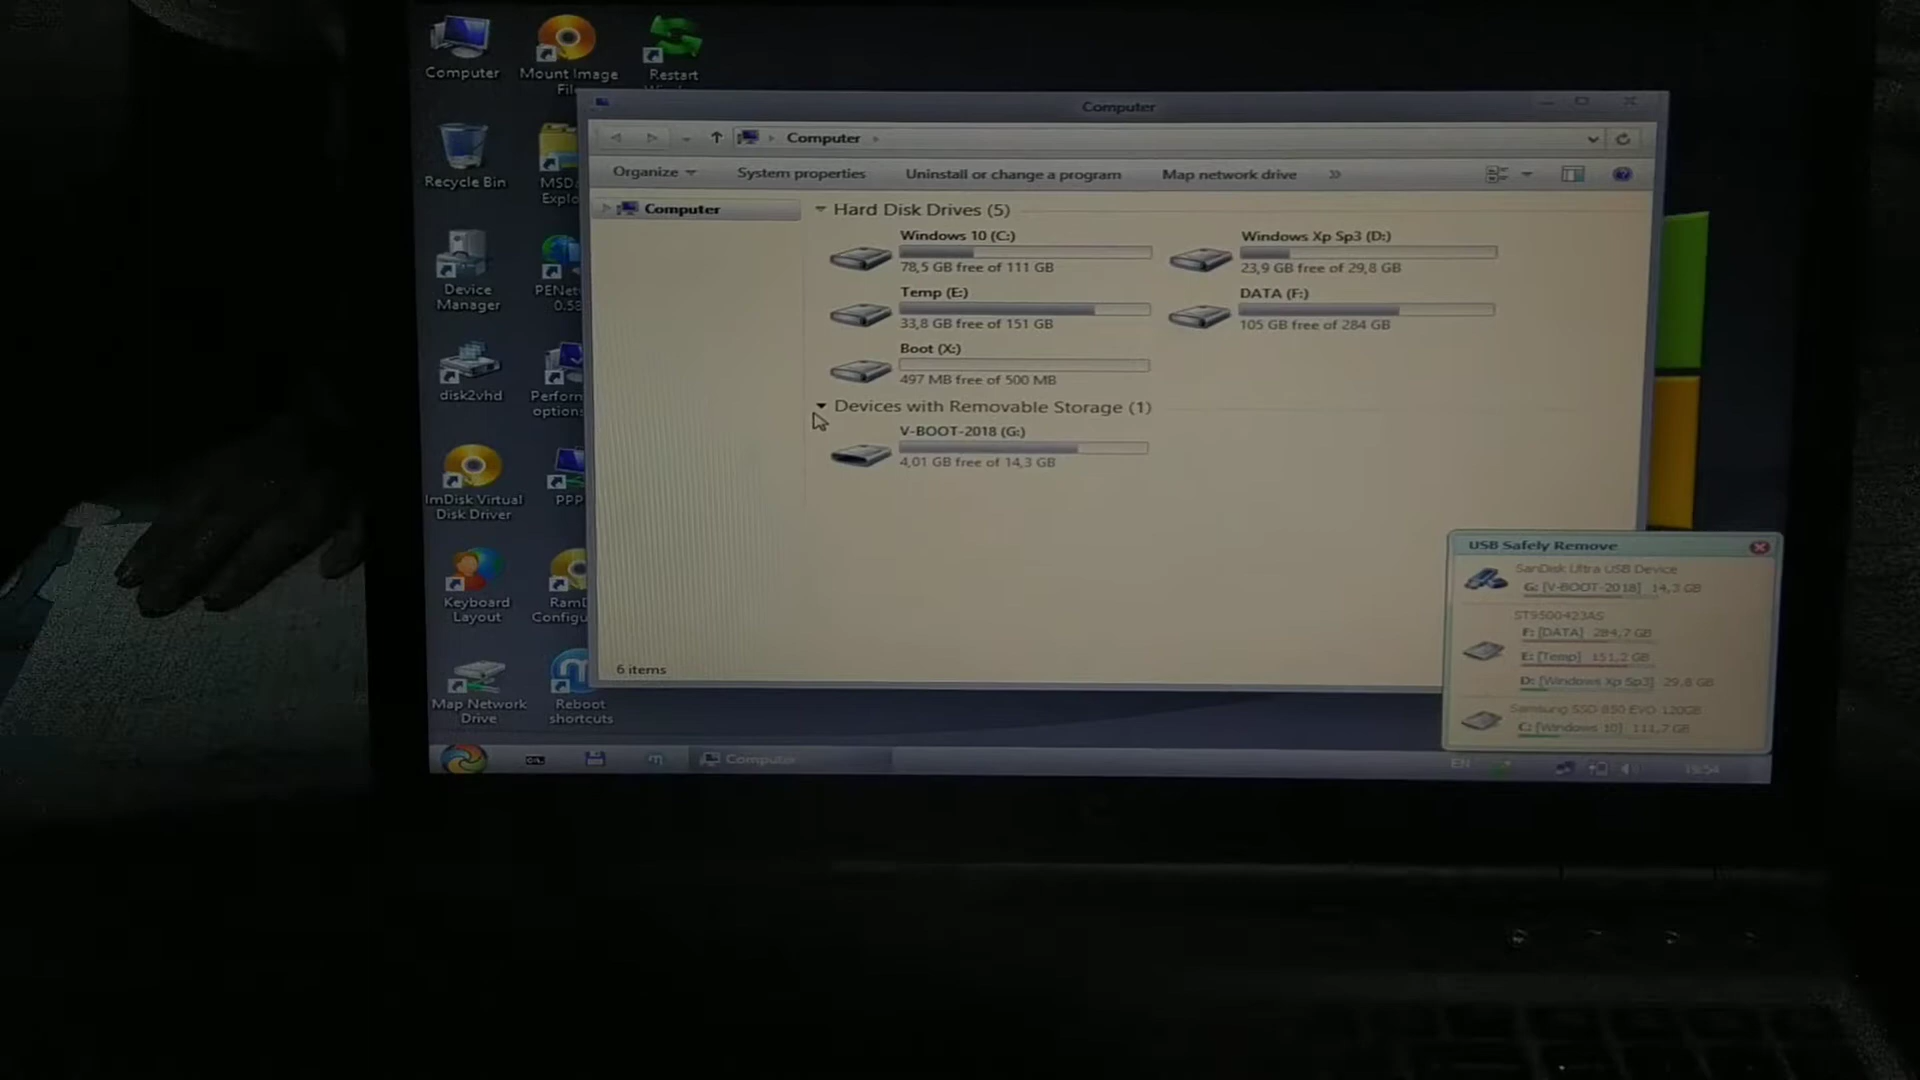 Computer
Mount Image
File
Restart
Recycle Bin
Device
Manager
PENet
disk2vhd
Perform
options
ImDisk Virtual
Disk Driver
PPP
Keyboard
Layout
RamD
Configu
Map Network
Drive
Reboot
shortcuts
Computer
Computer
Organize
System properties
Uninstall or change a program
Map network drive
»
Computer
Hard Disk Drives (5)
Windows 10 (C:)
78,5 GB free of 111 GB
Windows Xp Sp3 (D:)
23,9 GB free of 29,8 GB
Temp (E:)
33,8 GB free of 151 GB
DATA (F:)
105 GB free of 284 GB
Boot (X:)
497 MB free of 500 MB
Devices with Removable Storage (1)
V-BOOT-2018 (G:)
4,01 GB free of 14,3 GB
6 items
USB Safely Remove
SanDisk Ultra USB Device
G: [V-BOOT-2018] 14,3 GB
ST9500423AS
F: [DATA] 284,7 GB
E: [Temp] 151,2 GB
D: [Windows Xp Sp3] 29,8 GB
Samsung SSD 850 EVO 120GB
C: [Windows 10] 111,7 GB
Computer
EN
19:54